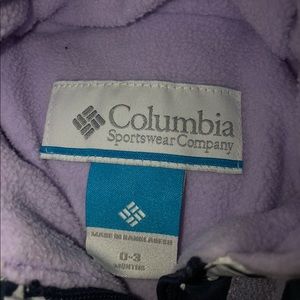 Columbia
Sportswear Company
MADE IN BANGLADESH
0-3
MONTHS